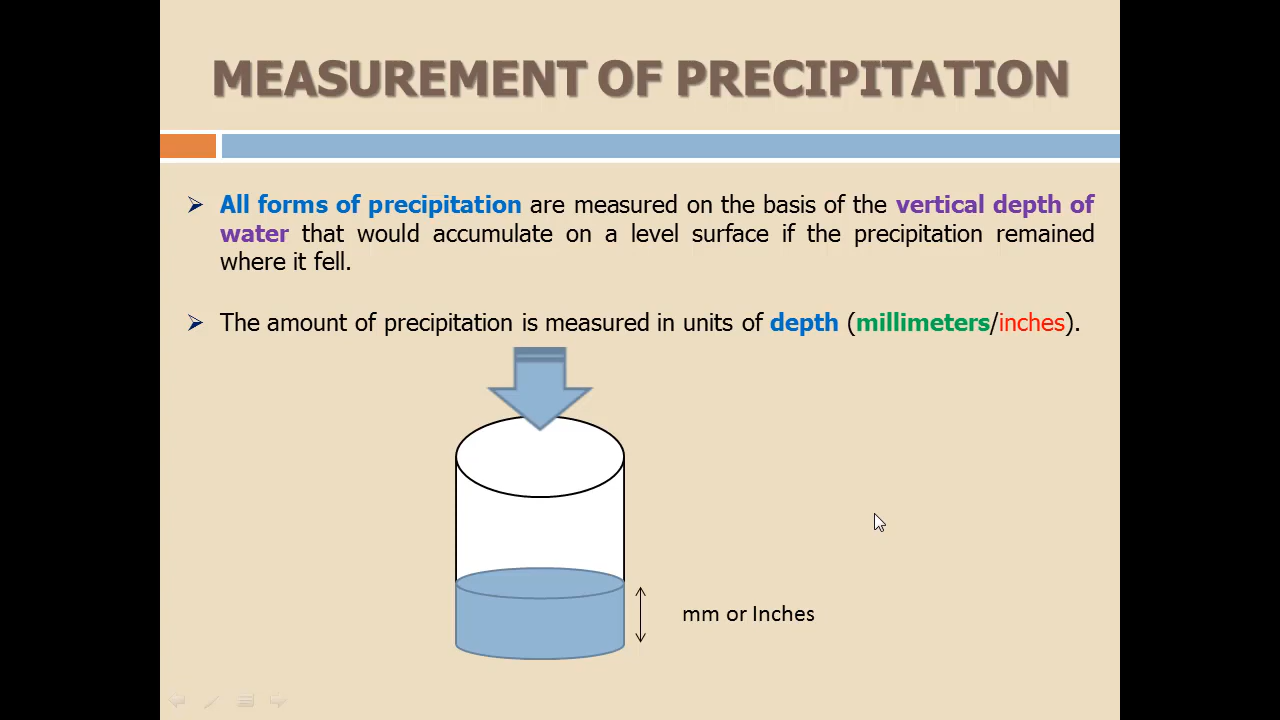 MEASUREMENT OF PRECIPITATION
All forms of precipitation are measured on the basis of the vertical depth of
water that would accumulate on a level surface if the precipitation remained
where it fell.
The amount of precipitation is measured in units of depth (millimeters/inches).
mm or Inches